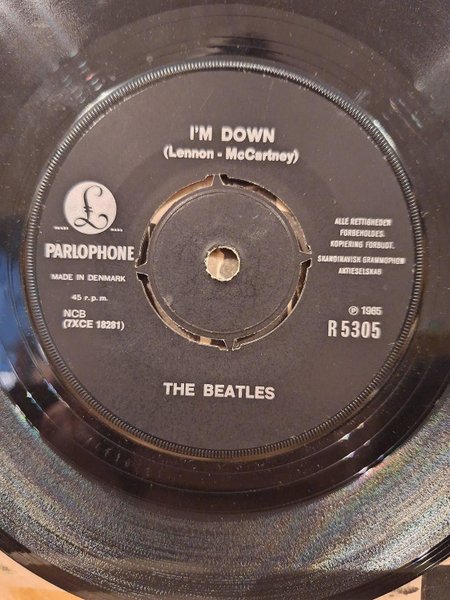 I'M DOWN
(Lennon - McCartney)
£
PARLOPHONE
MADE IN DENMARK
45 r.p.m.
NCB
(7XCE 18281)
ALLE RETTIGHEDER
FORBEHOLDES.
KOPIERING FORBUDT.
SKANDINAVISK GRAMMOPHON
AKTIESELSKAB
℗ 1965
R 5305
THE BEATLES